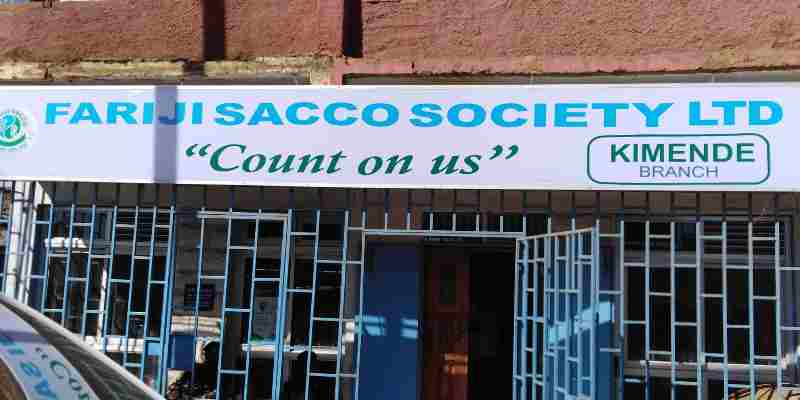 FARIJI SACCO SOCIETY LTD
"Count on us"
KIMENDE
BRANCH